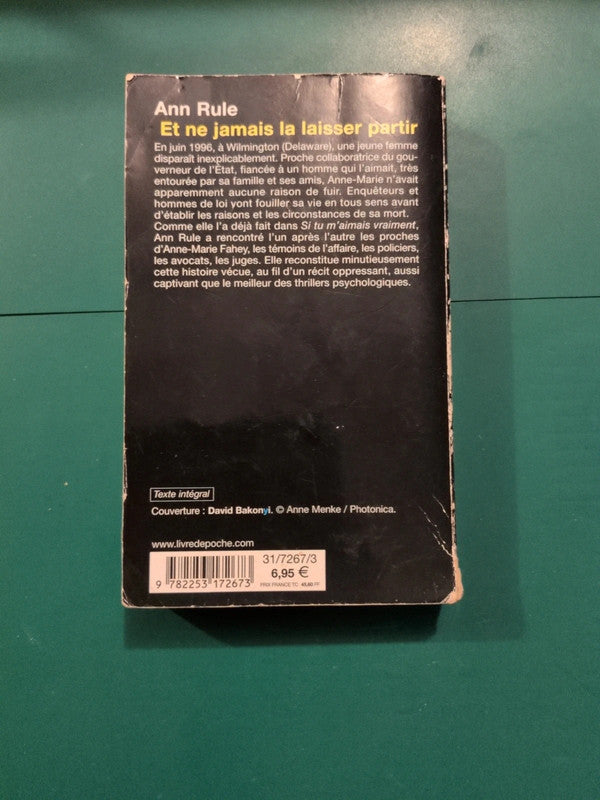 Ann Rule
Et ne jamais la laisser partir
En juin 1996, à Wilmington (Delaware), une jeune femme
disparaît inexplicablement. Proche collaboratrice du gou-
verneur de l'État, fiancée à un homme qui l'aimait, très
entourée par sa famille et ses amis, Anne-Marie n'avait
apparemment aucune raison de fuir. Enquêteurs et
hommes de loi vont fouiller sa vie en tous sens avant
d'établir les raisons et les circonstances de sa mort.
Comme elle l'a déjà fait dans Si tu m'aimais vraiment,
Ann Rule a rencontré l'un après l'autre les proches
d'Anne-Marie Fahey, les témoins de l'affaire, les policiers,
les avocats, les juges. Elle reconstitue minutieusement
cette histoire vécue, au fil d'un récit oppressant, aussi
captivant que le meilleur des thrillers psychologiques.
Texte intégral
Couverture : David Bakonyi. © Anne Menke / Photonica.
www.livredepoche.com
31/7267/3
6,95 €
PRIX FRANCE TC 45,60 FF
9 782253 172673